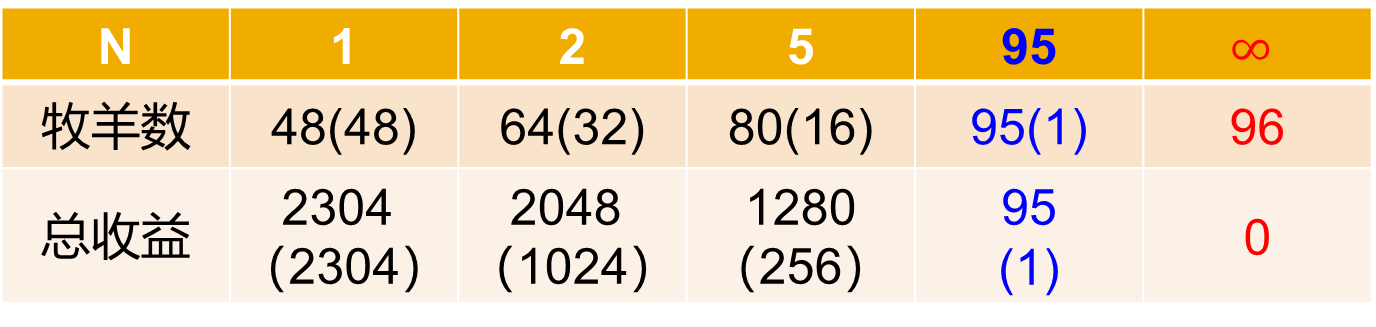 N 1 2 5 95 ∞
牧羊数 48(48) 64(32) 80(16) 95(1) 96
总收益 2304 2048 1280 95 0
(2304) (1024) (256) (1)